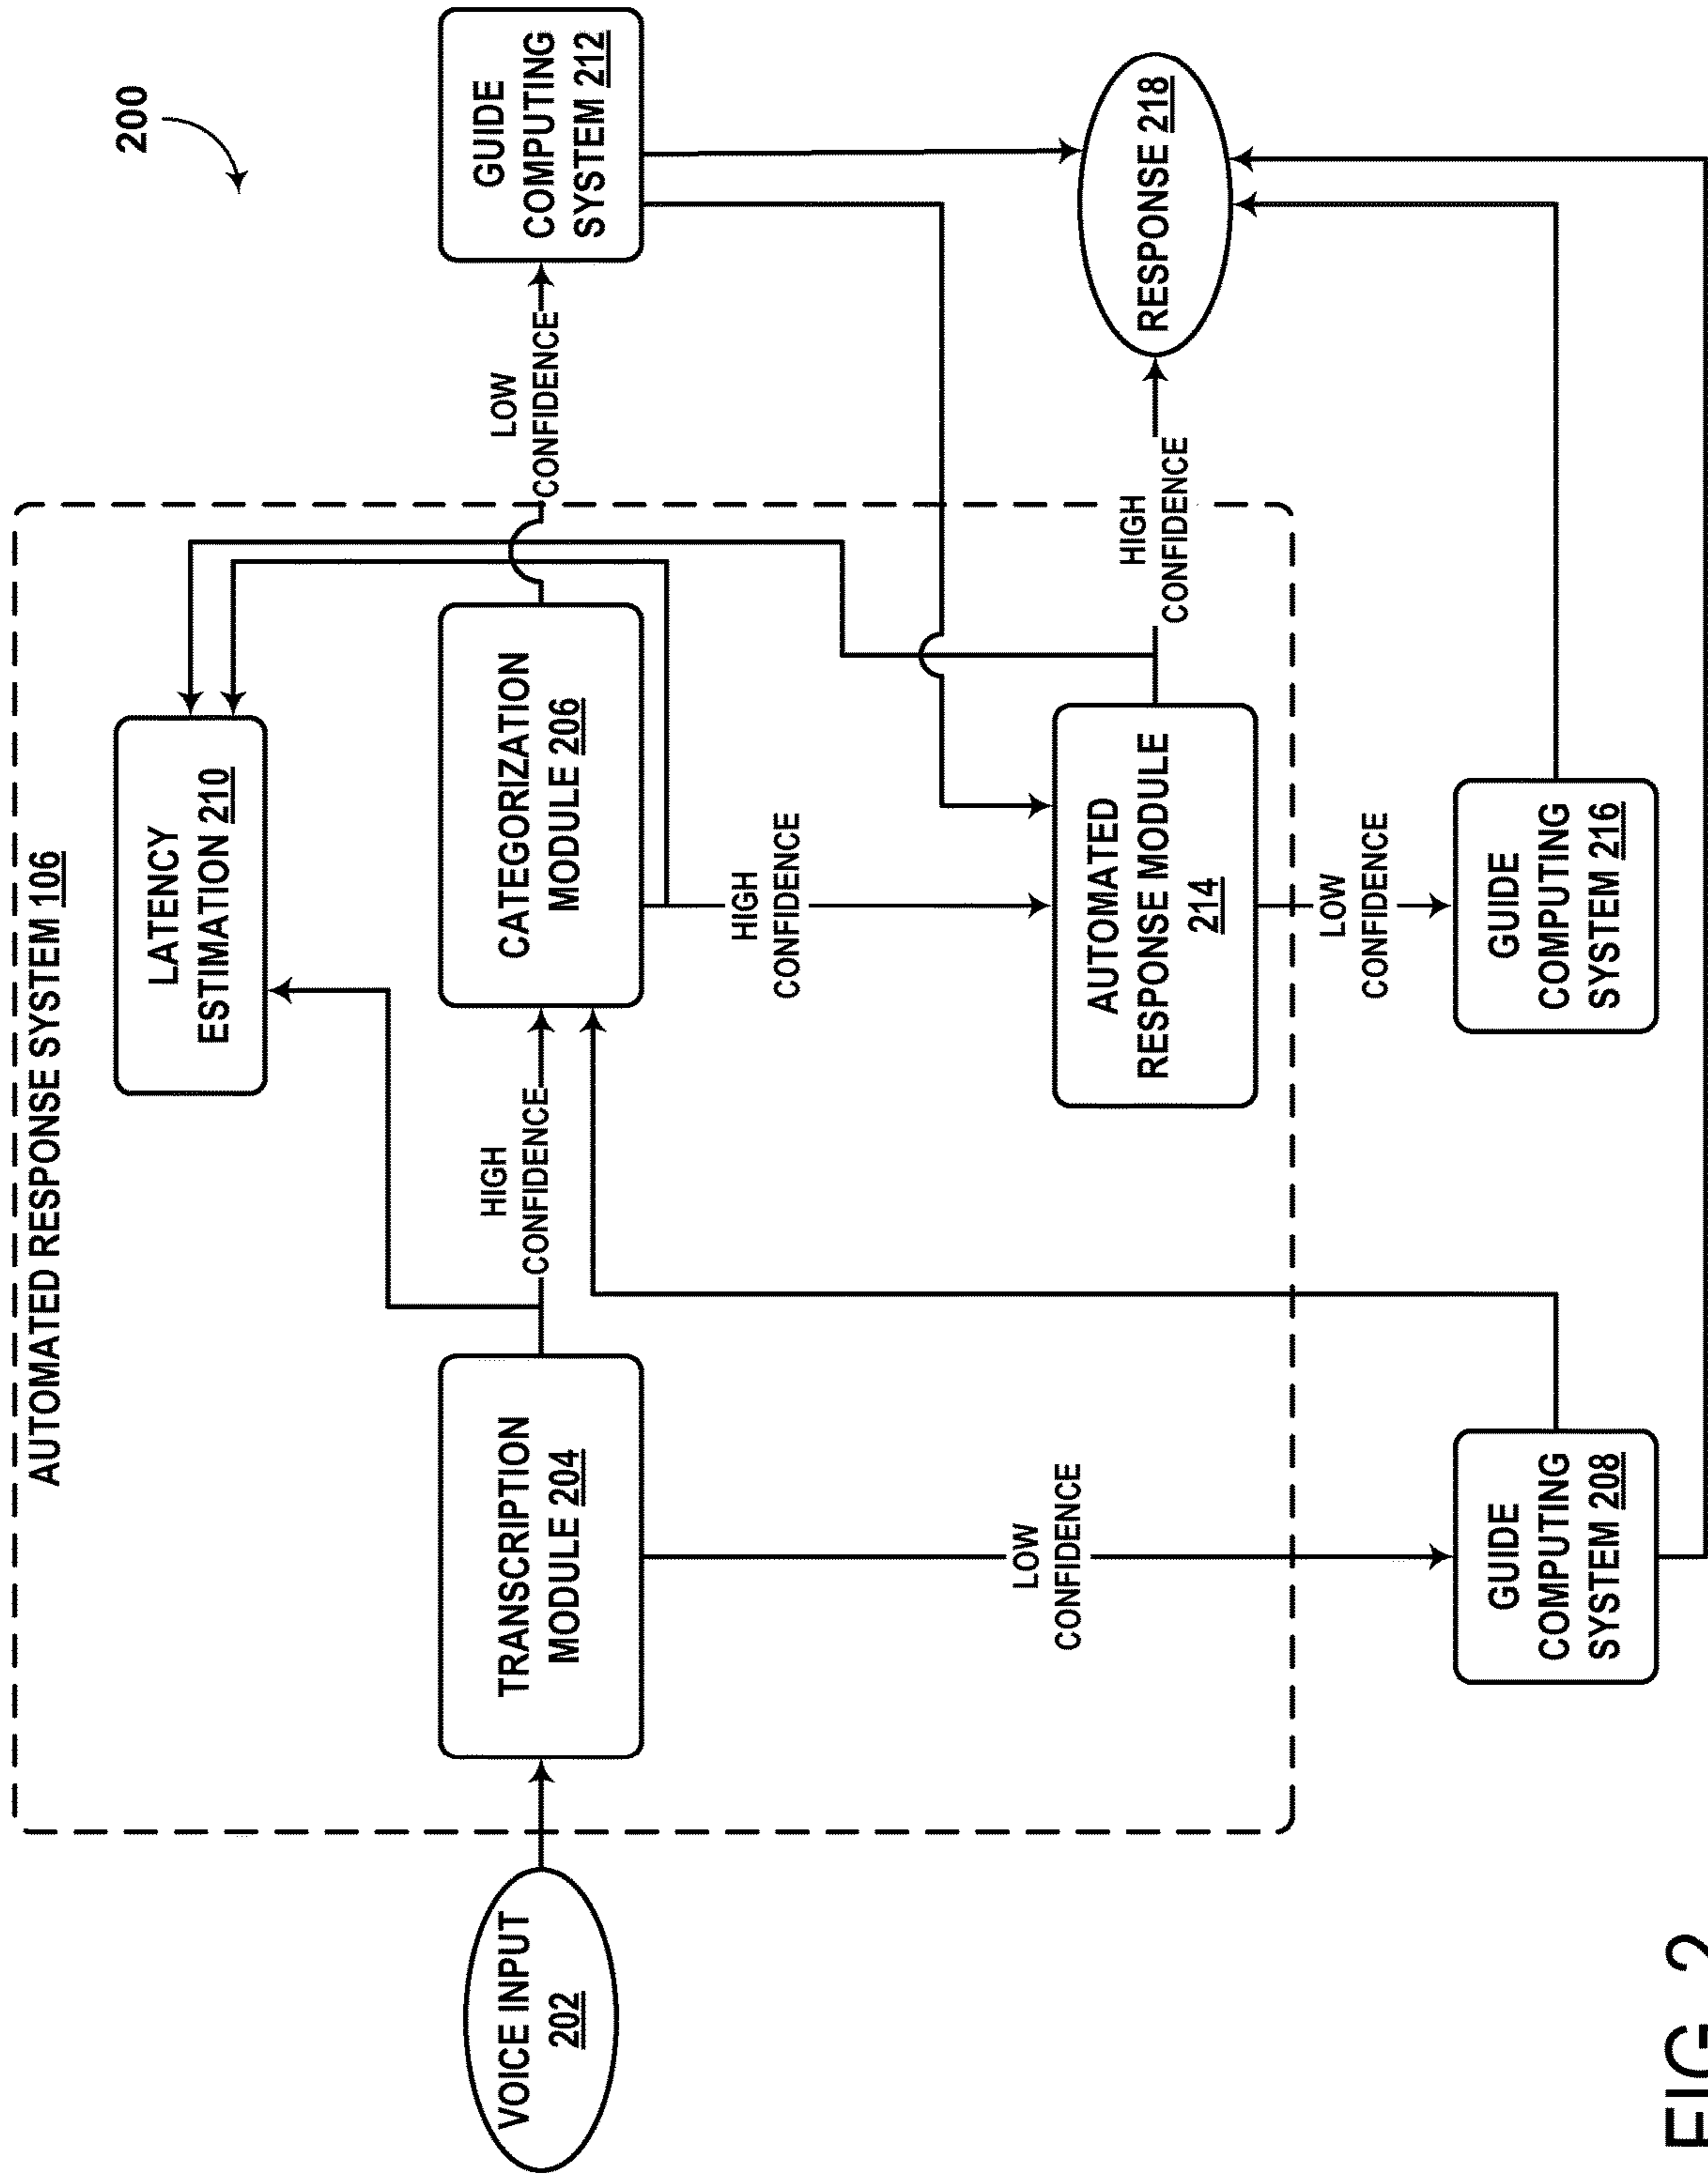 200
AUTOMATED RESPONSE SYSTEM 106
LATENCY
ESTIMATION 210
VOICE INPUT
202
TRANSCRIPTION
MODULE 204
HIGH
CONFIDENCE
CATEGORIZATION
MODULE 206
LOW
CONFIDENCE
GUIDE
COMPUTING
SYSTEM 212
HIGH
CONFIDENCE
LOW
CONFIDENCE
AUTOMATED
RESPONSE MODULE
214
HIGH
CONFIDENCE
RESPONSE 218
LOW
CONFIDENCE
GUIDE
COMPUTING
SYSTEM 208
GUIDE
COMPUTING
SYSTEM 216
FIG. 2